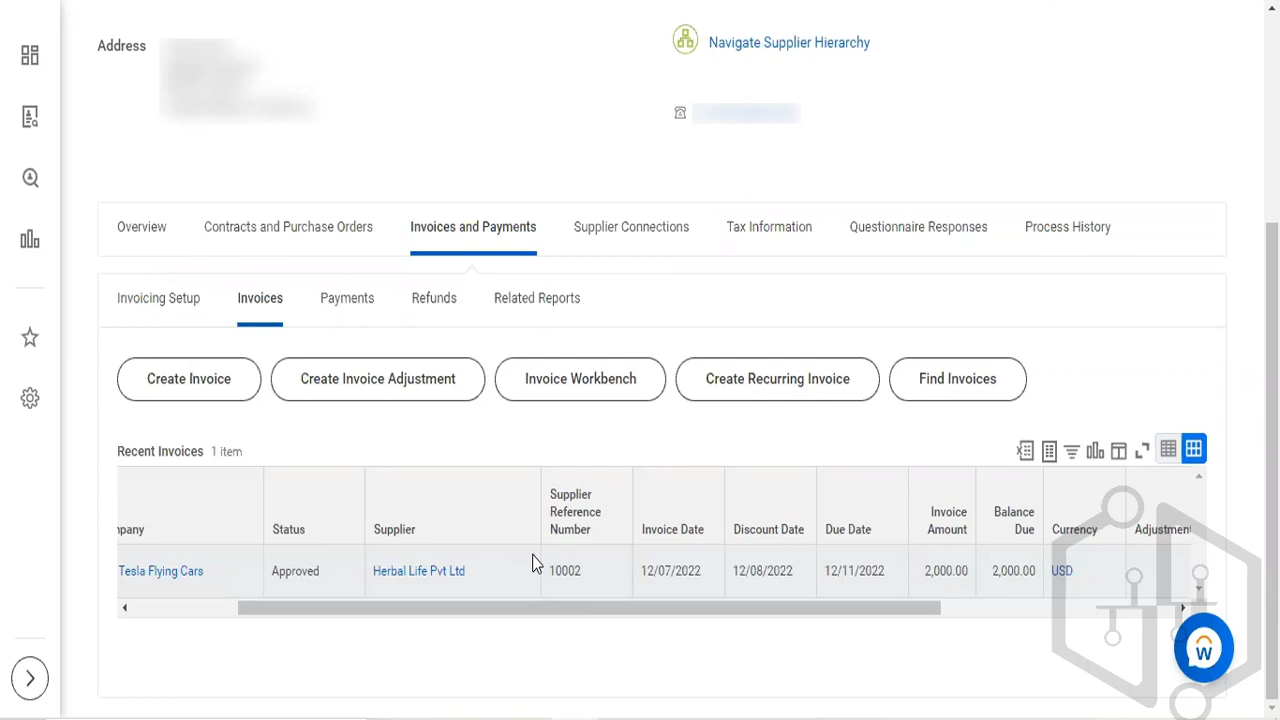 Address
Navigate Supplier Hierarchy
Overview Contracts and Purchase Orders Invoices and Payments Supplier Connections Tax Information Questionnaire Responses Process History
Invoicing Setup Invoices Payments Refunds Related Reports
Create Invoice Create Invoice Adjustment Invoice Workbench Create Recurring Invoice Find Invoices
Recent Invoices 1 item
mpany Status Supplier Supplier Reference Number Invoice Date Discount Date Due Date Invoice Amount Balance Due Currency Adjustment
Tesla Flying Cars Approved Herbal Life Pvt Ltd 10002 12/07/2022 12/08/2022 12/11/2022 2,000.00 2,000.00 USD
W